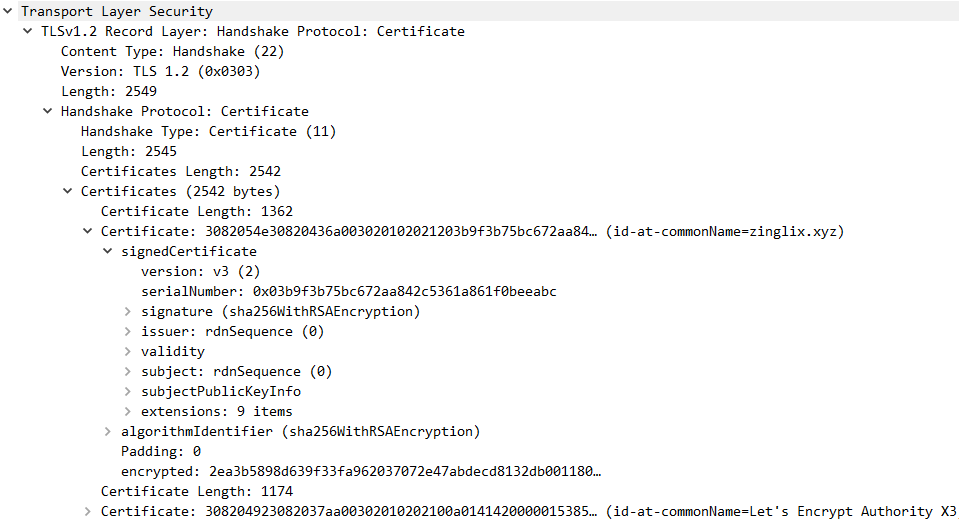 Transport Layer Security
TLSv1.2 Record Layer: Handshake Protocol: Certificate
Content Type: Handshake (22)
Version: TLS 1.2 (0x0303)
Length: 2549
Handshake Protocol: Certificate
Handshake Type: Certificate (11)
Length: 2545
Certificates Length: 2542
Certificates (2542 bytes)
Certificate Length: 1362
Certificate: 3082054e30820436a003020102021203b9f3b75bc672aa84… (id-at-commonName=zinglix.xyz)
signedCertificate
version: v3 (2)
serialNumber: 0x03b9f3b75bc672aa842c5361a861f0beeabc
signature (sha256WithRSAEncryption)
issuer: rdnSequence (0)
validity
subject: rdnSequence (0)
subjectPublicKeyInfo
extensions: 9 items
algorithmIdentifier (sha256WithRSAEncryption)
Padding: 0
encrypted: 2ea3b5898d639f33fa962037072e47abdecd8132db001180…
Certificate Length: 1174
Certificate: 308204923082037aa00302010202100a0141420000015385… (id-at-commonName=Let's Encrypt Authority X3